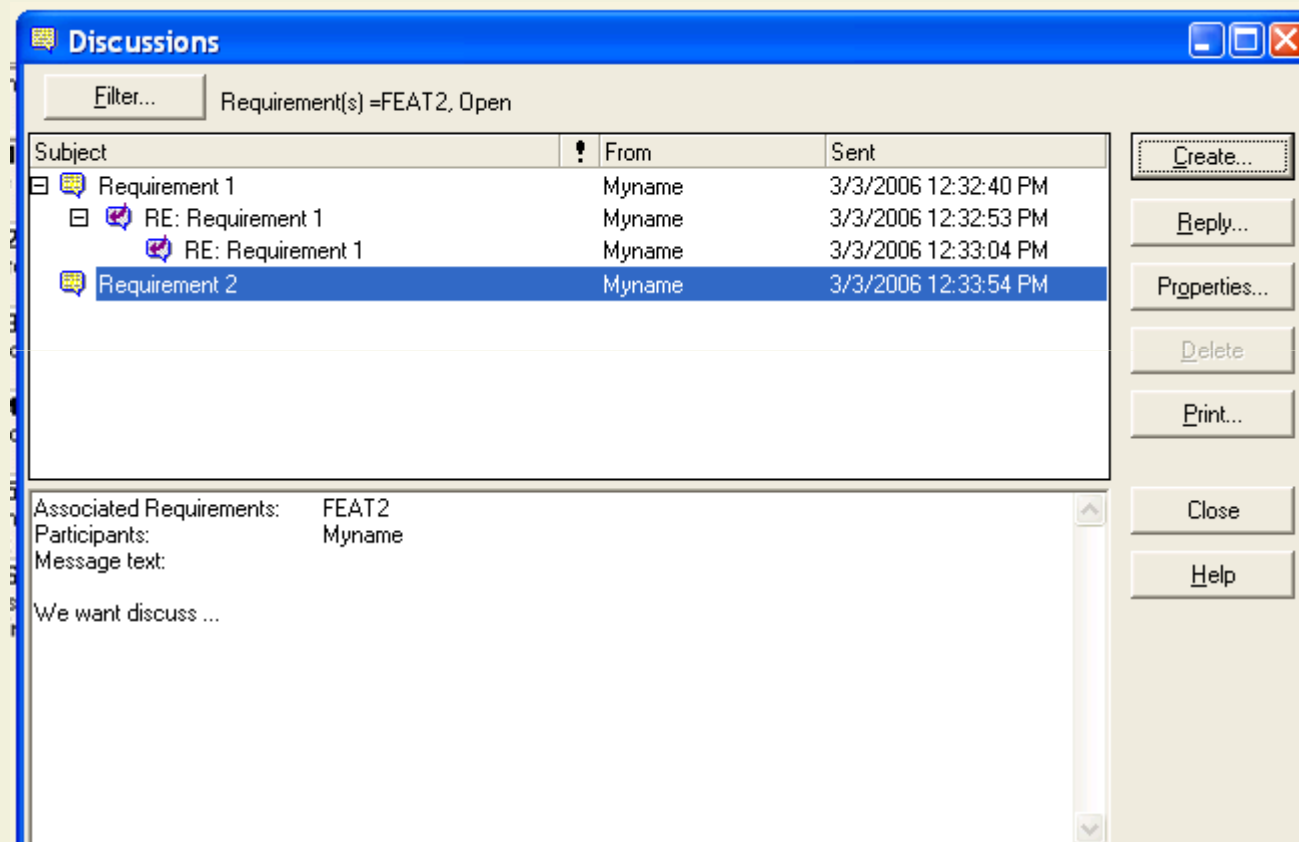 Discussions
Filter... Requirement(s) =FEAT2, Open
Subject ! From Sent
Requirement 1 Myname 3/3/2006 12:32:40 PM
RE: Requirement 1 Myname 3/3/2006 12:32:53 PM
RE: Requirement 1 Myname 3/3/2006 12:33:04 PM
Requirement 2 Myname 3/3/2006 12:33:54 PM
Create...
Reply...
Properties...
Delete
Print...
Close
Help
Associated Requirements: FEAT2
Participants: Myname
Message text:
We want discuss ...